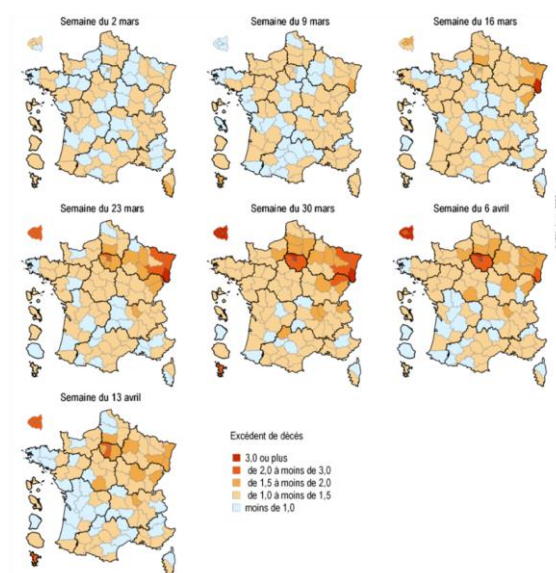 Semaine du 2 mars
Semaine du 9 mars
Semaine du 16 mars
Semaine du 23 mars
Semaine du 30 mars
Semaine du 6 avril
Semaine du 13 avril
Excédent de décès
3,0 ou plus
de 2,0 à moins de 3,0
de 1,5 à moins de 2,0
de 1,0 à moins de 1,5
moins de 1,0